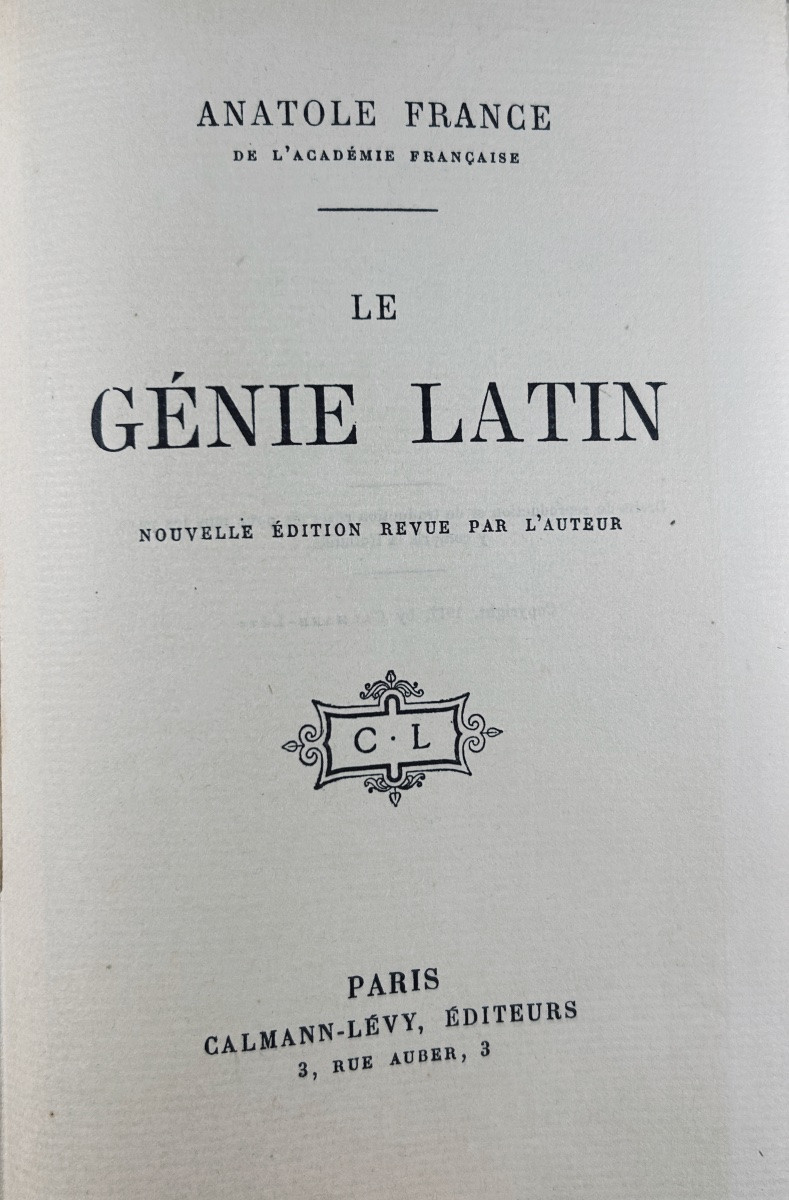 ANATOLE FRANCE
DE L'ACADÉMIE FRANÇAISE
LE
GÉNIE LATIN
NOUVELLE ÉDITION REVUE PAR L'AUTEUR
C · L
PARIS
CALMANN-LÉVY, ÉDITEURS
3, RUE AUBER, 3